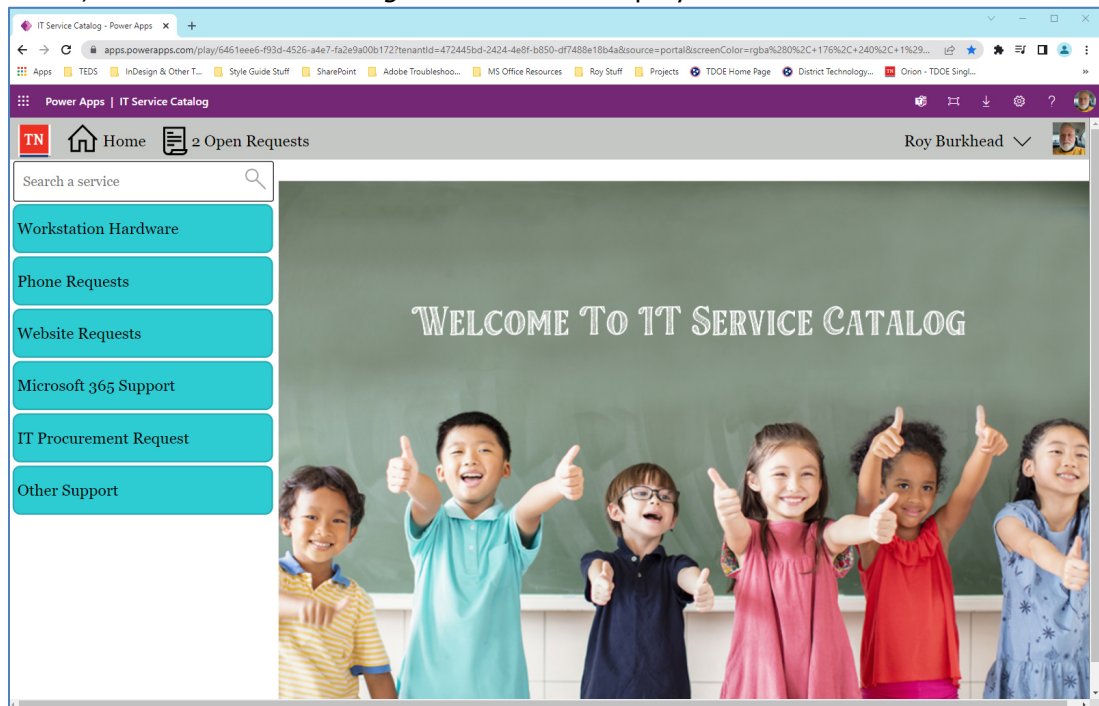 IT Service Catalog - Power Apps
apps.powerapps.com/play/6461eee6-f93d-4526-a4e7-fa2e9a00b172?tenantId=472445bd-2424-4e8f-b850-df7488e18b4a&source=portal&screenColor=rgba%280%2C+176%2C+240%2C+1%29...
Apps TEDS InDesign & Other T... Style Guide Stuff SharePoint Adobe Troubleshoo... MS Office Resources Roy Stuff Projects TDOE Home Page District Technology... Orion - TDOE Singl... »
Power Apps | IT Service Catalog ?
TN Home 2 Open Requests Roy Burkhead
Search a service
Workstation Hardware
Phone Requests
Website Requests
Microsoft 365 Support
IT Procurement Request
Other Support
Welcome To IT Service Catalog